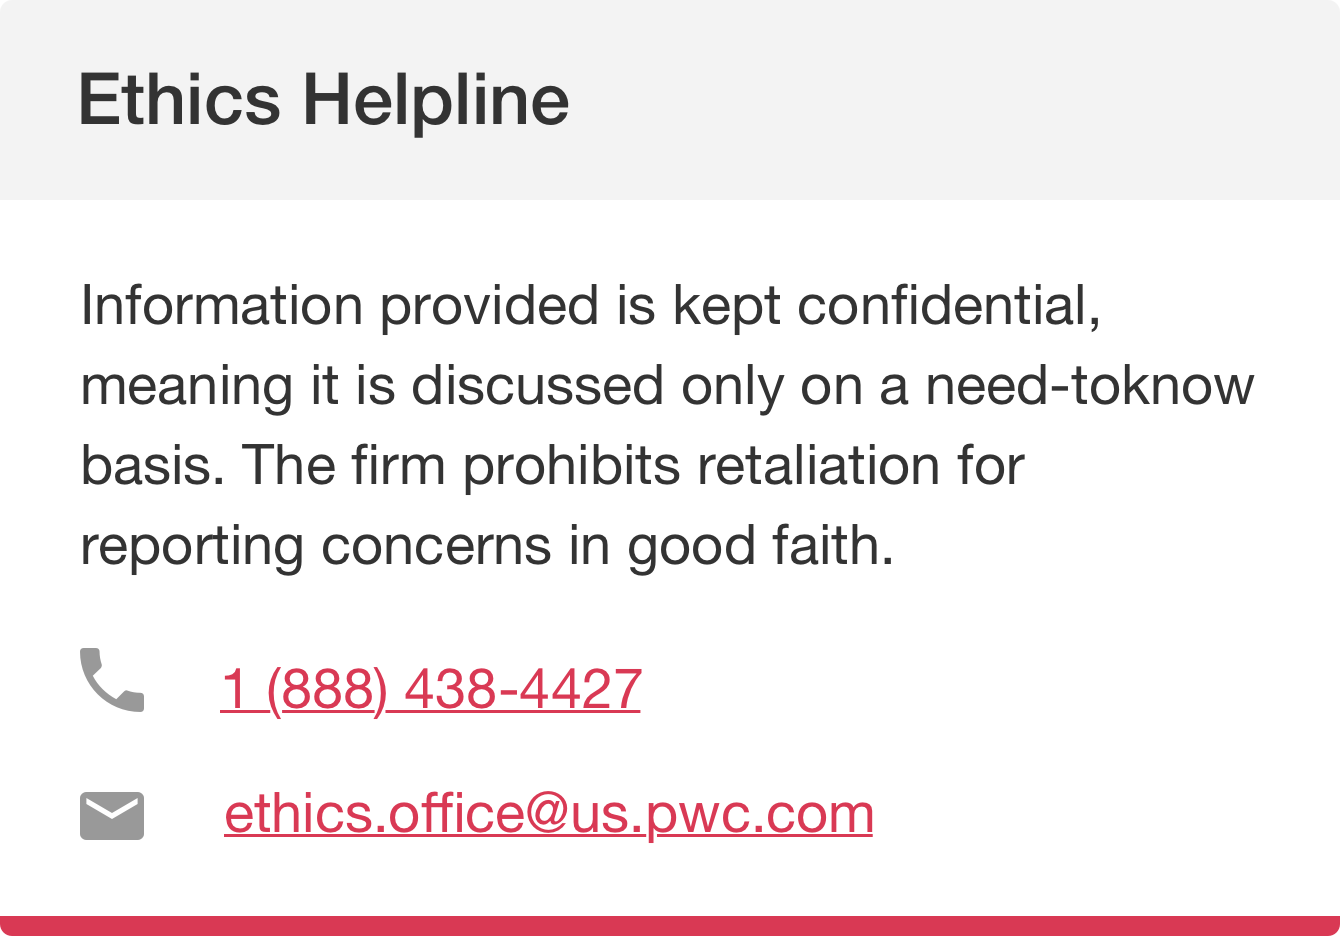 Ethics Helpline
Information provided is kept confidential,
meaning it is discussed only on a need-toknow
basis. The firm prohibits retaliation for
reporting concerns in good faith.
1 (888) 438-4427
ethics.office@us.pwc.com